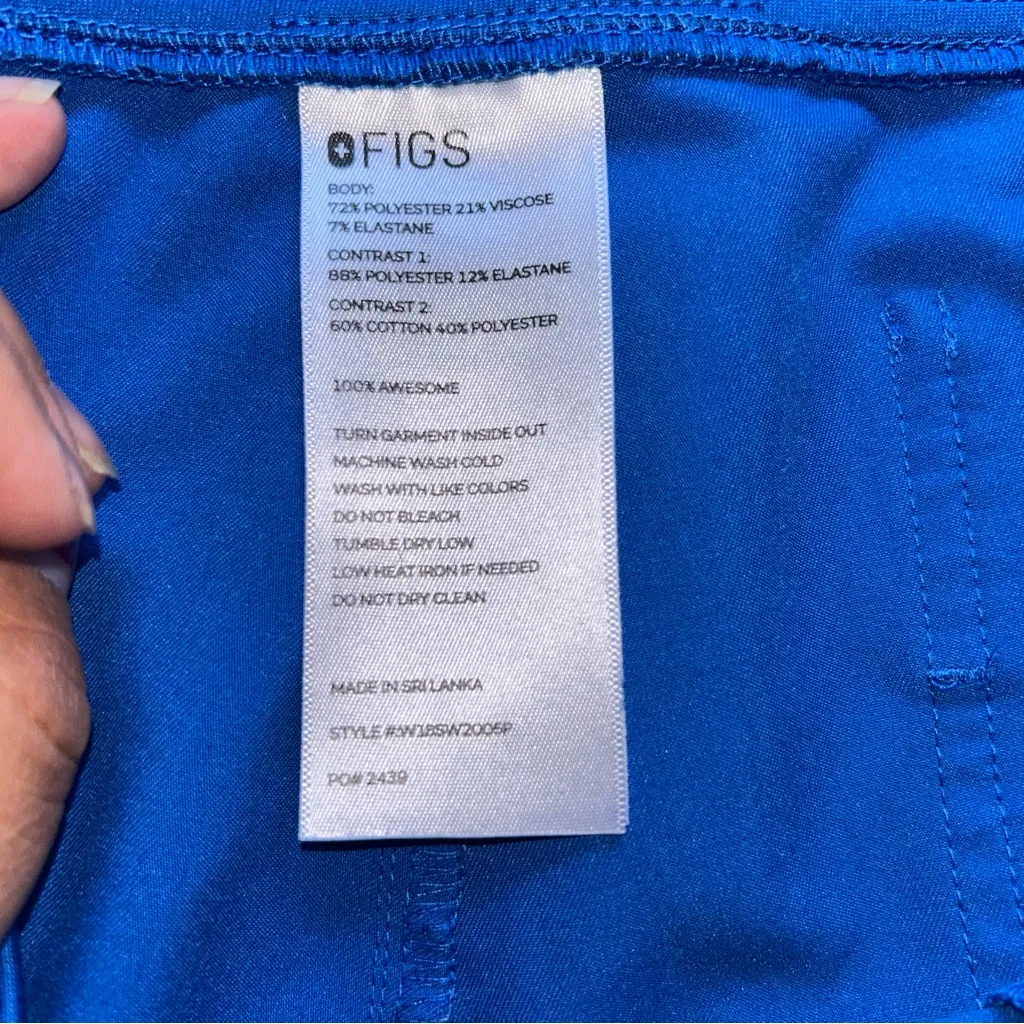 FIGS
BODY:
72% POLYESTER 21% VISCOSE
7% ELASTANE
CONTRAST 1:
88% POLYESTER 12% ELASTANE
CONTRAST 2:
60% COTTON 40% POLYESTER
100% AWESOME
TURN GARMENT INSIDE OUT
MACHINE WASH COLD
WASH WITH LIKE COLORS
DO NOT BLEACH
TUMBLE DRY LOW
LOW HEAT IRON IF NEEDED
DO NOT DRY CLEAN
MADE IN SRI LANKA
STYLE #:W18SW2005P
PO# 2439